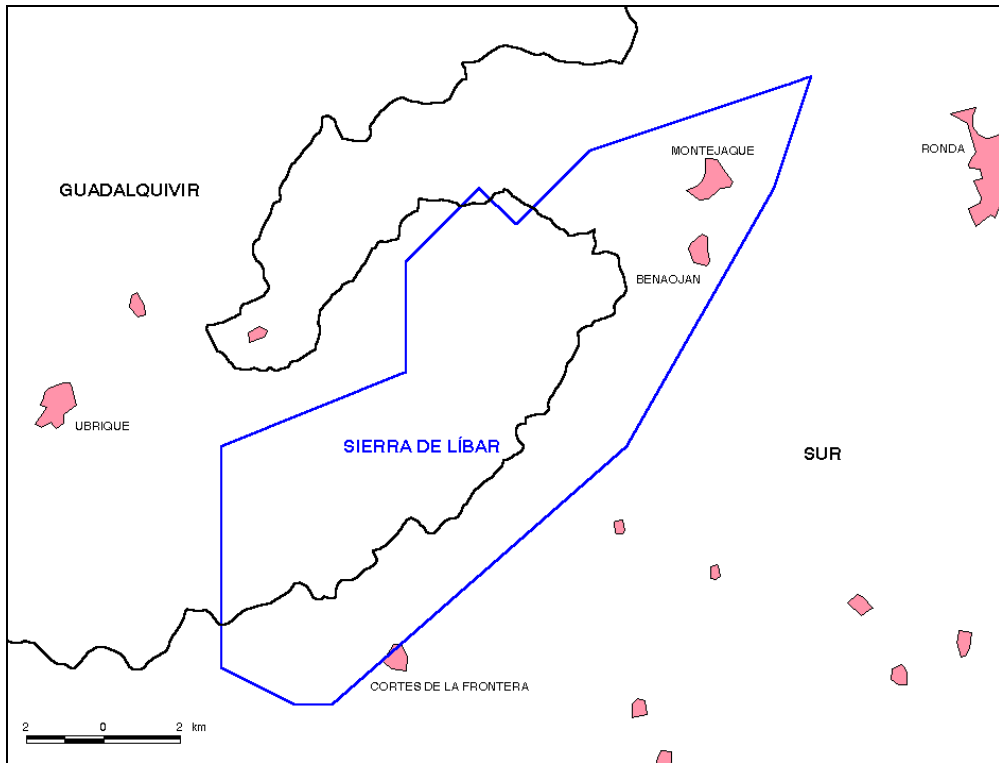 RONDA
MONTEJAQUE
GUADALQUIVIR
BENAOJAN
UBRIQUE
SIERRA DE LÍBAR
SUR
CORTES DE LA FRONTERA
2 0 2 km